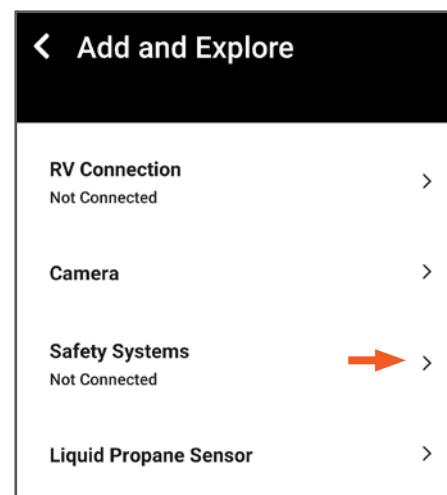 Add and Explore
RV Connection
Not Connected
Camera
Safety Systems
Not Connected
Liquid Propane Sensor